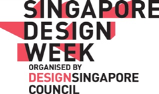 SINGAPORE
DESIGN
WEEK
ORGANISED BY
DESIGNSINGAPORE
COUNCIL